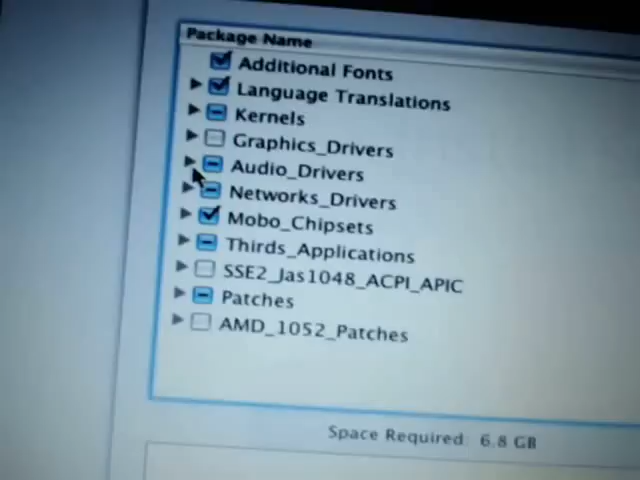 Package Name
Additional Fonts
Language Translations
Kernels
Graphics_Drivers
Audio_Drivers
Networks_Drivers
Mobo_Chipsets
Thirds_Applications
SSE2_Jas1048_ACPI_APIC
Patches
AMD_1052_Patches
Space Required: 6.8 GB